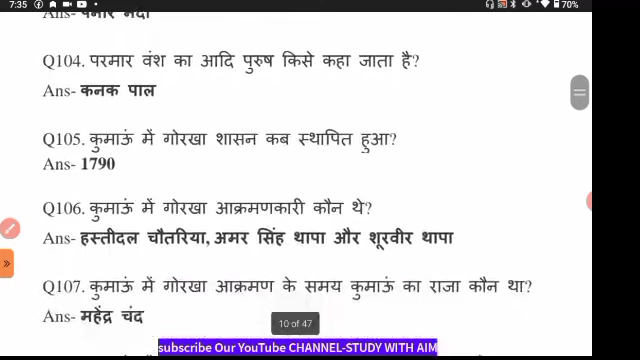 7:35
70%
Ans- पमार मेदी
Q104. परमार वंश का आदि पुरुष किसे कहा जाता है?
Ans- कनक पाल
Q105. कुमाऊं में गोरखा शासन कब स्थापित हुआ?
Ans- 1790
Q106. कुमाऊं में गोरखा आक्रमणकारी कौन थे?
Ans- हस्तीदल चौतरिया, अमर सिंह थापा और शूरवीर थापा
Q107. कुमाऊं में गोरखा आक्रमण के समय कुमाऊं का राजा कौन था?
Ans- महेंद्र चंद
10 of 47
subscribe Our YouTube CHANNEL-STUDY WITH AIM